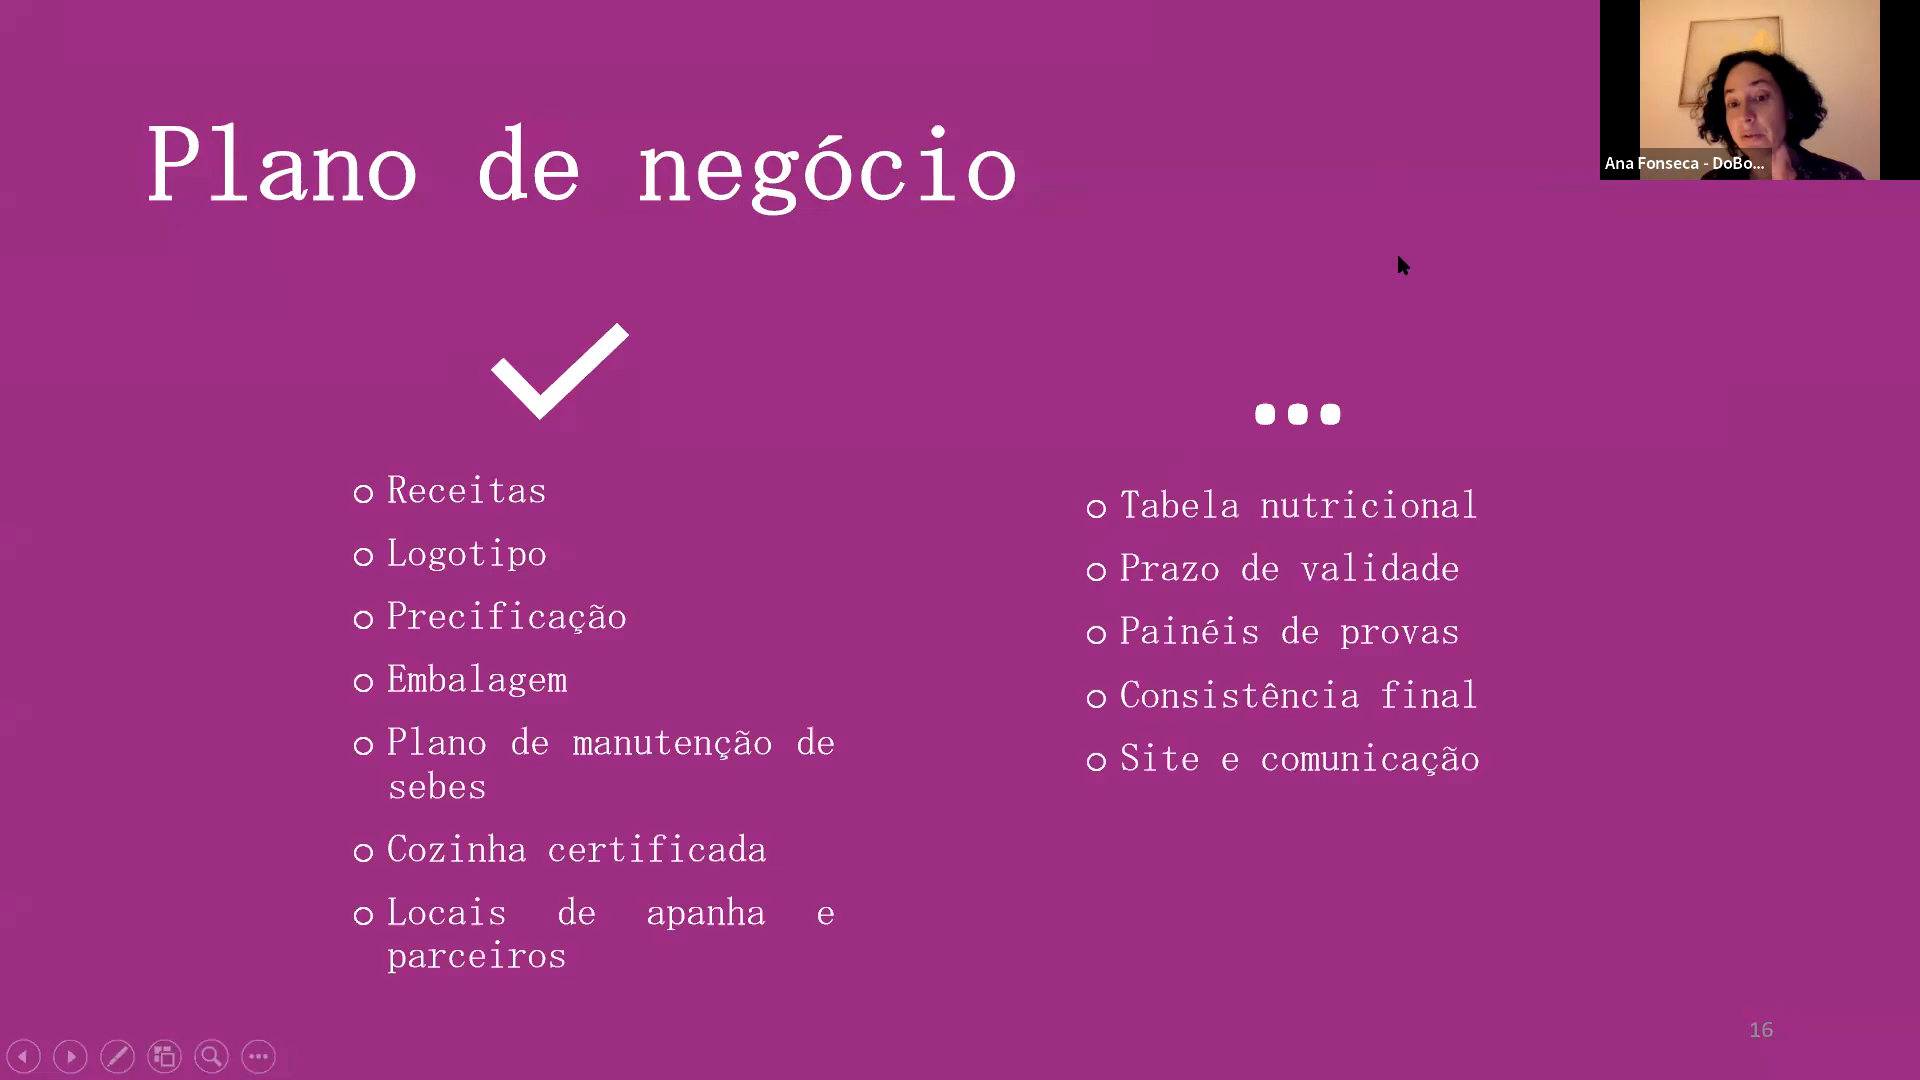 Plano de negócio
Ana Fonseca - DoBo...
Receitas
Logotipo
Precificação
Embalagem
Plano de manutenção de
sebes
Cozinha certificada
Locais de apanha e
parceiros
Tabela nutricional
Prazo de validade
Painéis de provas
Consistência final
Site e comunicação
16